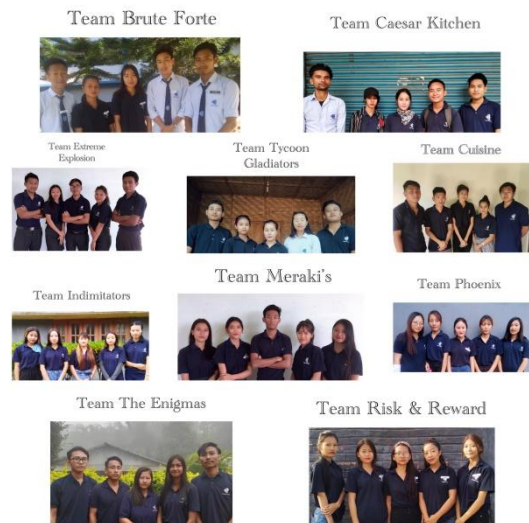 Team Brute Forte
Team Caesar Kitchen
Team Extreme
Explosion
Team Tycoon
Gladiators
Team Cuisine
Team Indimitators
Team Meraki's
Team Phoenix
Team The Enigmas
Team Risk & Reward